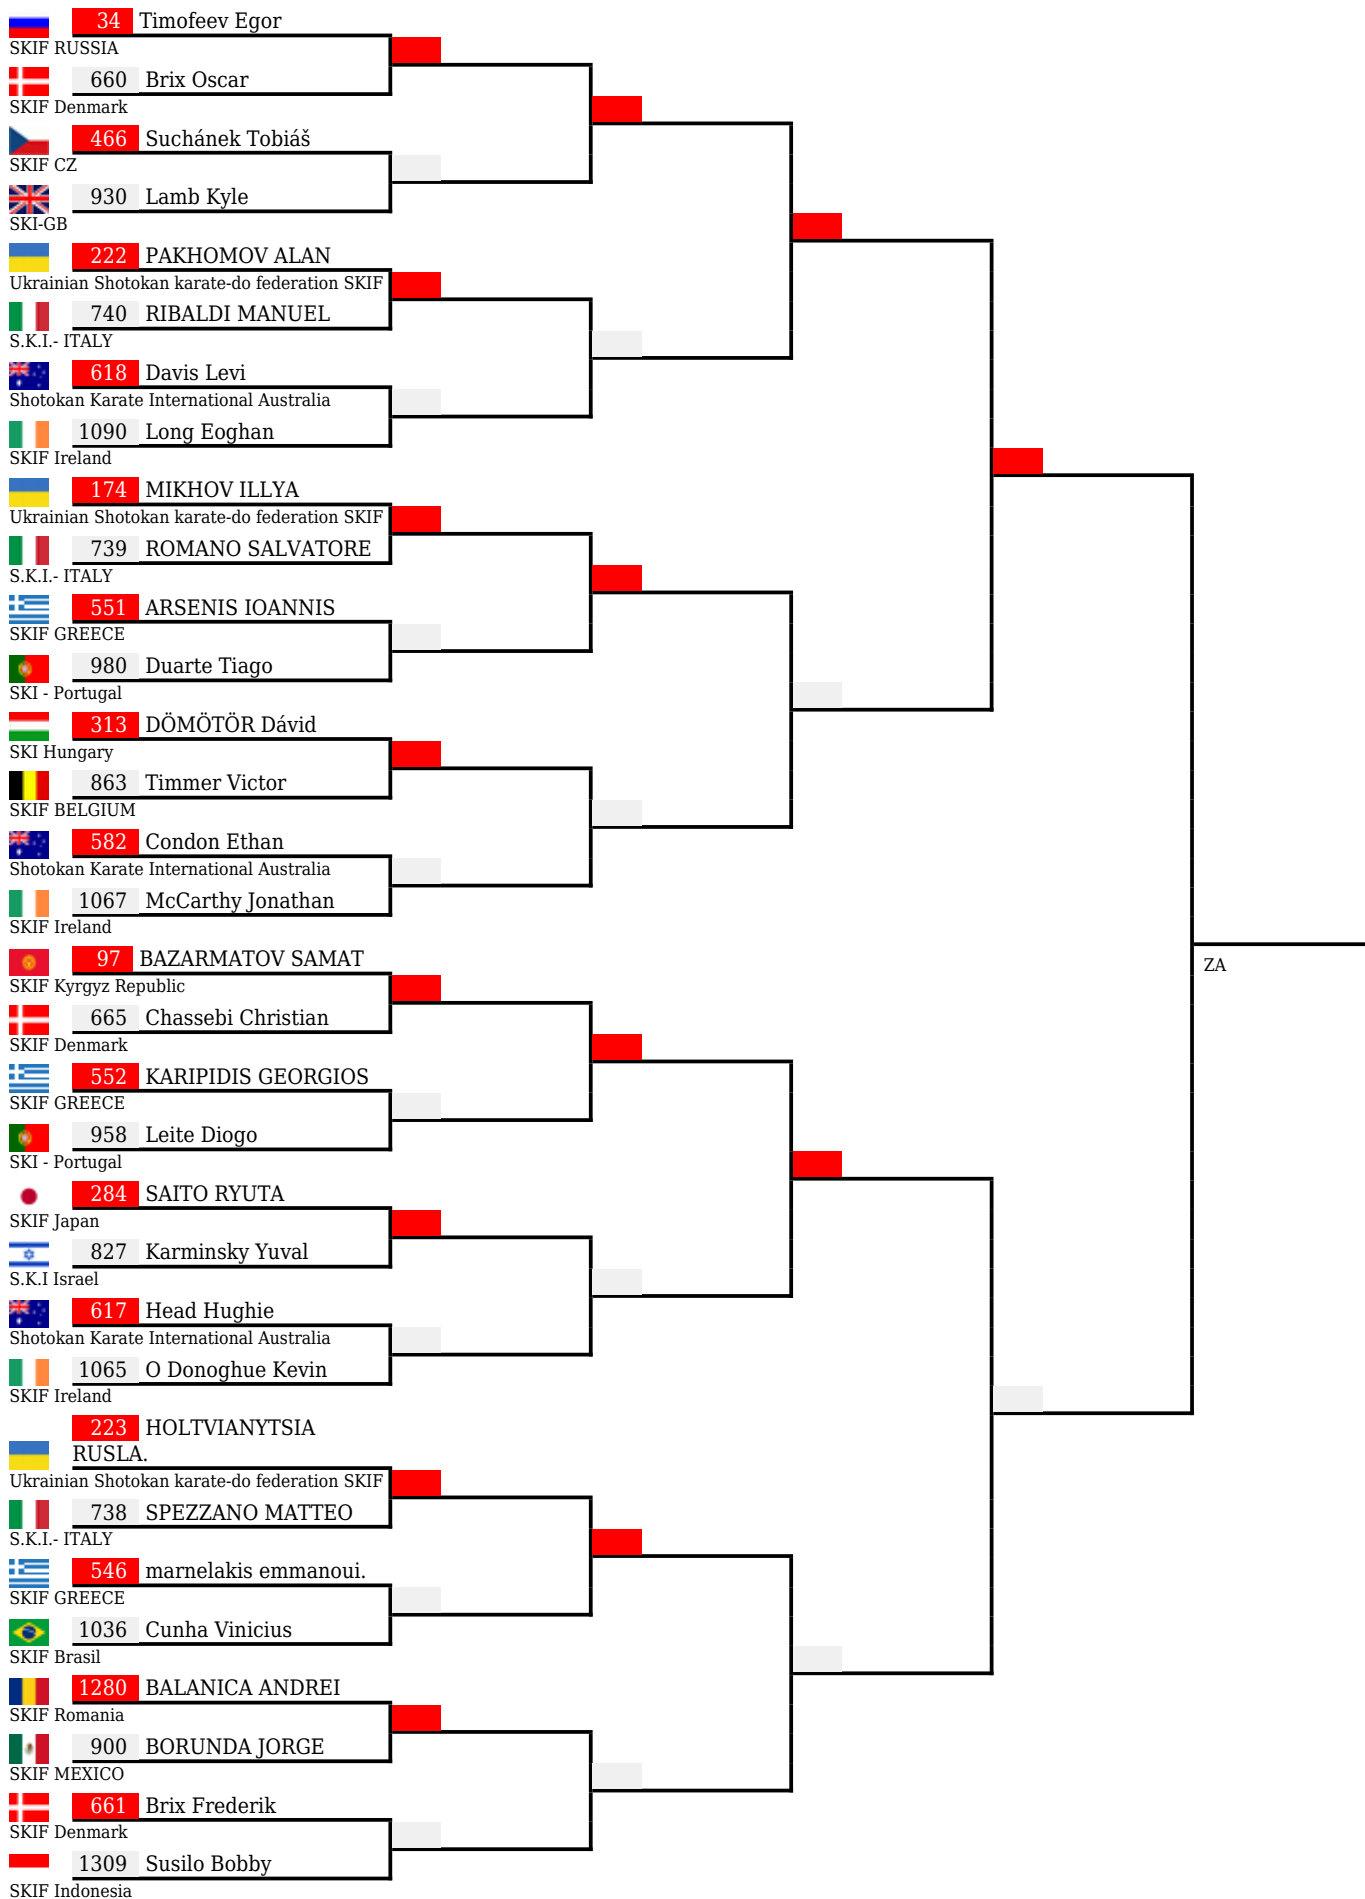 34 Timofeev Egor
SKIF RUSSIA
660 Brix Oscar
SKIF Denmark
466 Suchánek Tobiáš
SKIF CZ
930 Lamb Kyle
SKI-GB
222 PAKHOMOV ALAN
Ukrainian Shotokan karate-do federation SKIF
740 RIBALDI MANUEL
S.K.I.- ITALY
618 Davis Levi
Shotokan Karate International Australia
1090 Long Eoghan
SKIF Ireland
174 MIKHOV ILLYA
Ukrainian Shotokan karate-do federation SKIF
739 ROMANO SALVATORE
S.K.I.- ITALY
551 ARSENIS IOANNIS
SKIF GREECE
980 Duarte Tiago
SKI - Portugal
313 DÖMÖTÖR Dávid
SKI Hungary
863 Timmer Victor
SKIF BELGIUM
582 Condon Ethan
Shotokan Karate International Australia
1067 McCarthy Jonathan
SKIF Ireland
97 BAZARMATOV SAMAT
ZA
SKIF Kyrgyz Republic
665 Chassebi Christian
SKIF Denmark
552 KARIPIDIS GEORGIOS
SKIF GREECE
958 Leite Diogo
SKI - Portugal
284 SAITO RYUTA
SKIF Japan
827 Karminsky Yuval
S.K.I Israel
617 Head Hughie
Shotokan Karate International Australia
1065 O Donoghue Kevin
SKIF Ireland
223 HOLTVIANYTSIA
RUSLA.
Ukrainian Shotokan karate-do federation SKIF
738 SPEZZANO MATTEO
S.K.I.- ITALY
546 marnelakis emmanoui.
SKIF GREECE
1036 Cunha Vinicius
SKIF Brasil
1280 BALANICA ANDREI
SKIF Romania
900 BORUNDA JORGE
SKIF MEXICO
661 Brix Frederik
SKIF Denmark
1309 Susilo Bobby
SKIF Indonesia